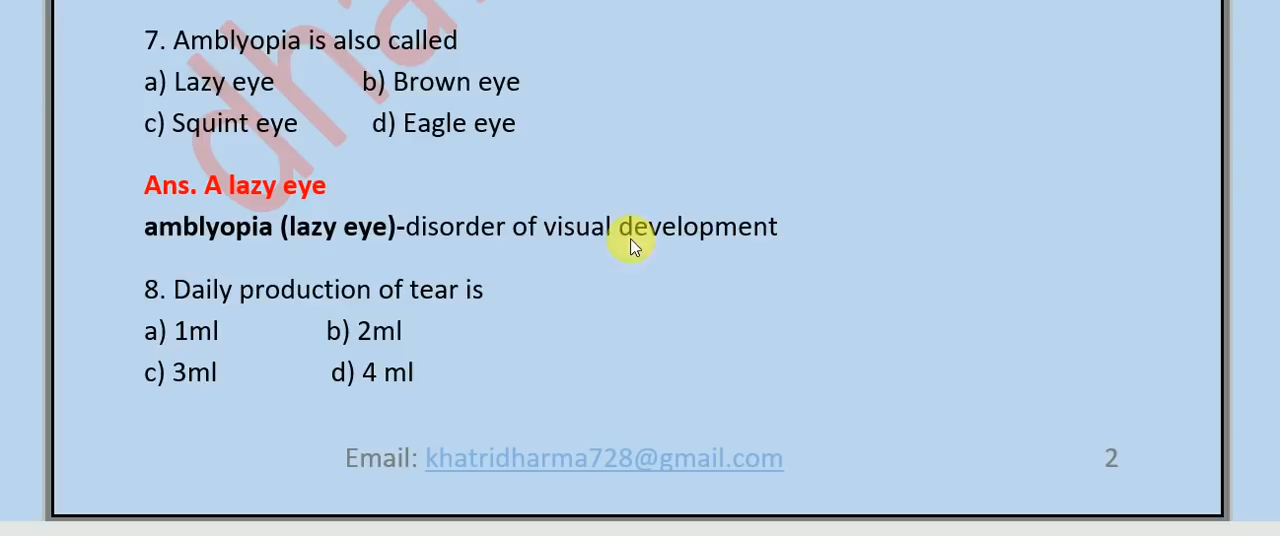 7. Amblyopia is also called
a) Lazy eye b) Brown eye
c) Squint eye d) Eagle eye
Ans. A lazy eye
amblyopia (lazy eye)-disorder of visual development
8. Daily production of tear is
a) 1ml b) 2ml
c) 3ml d) 4 ml
Email: khatridharma728@gmail.com 2